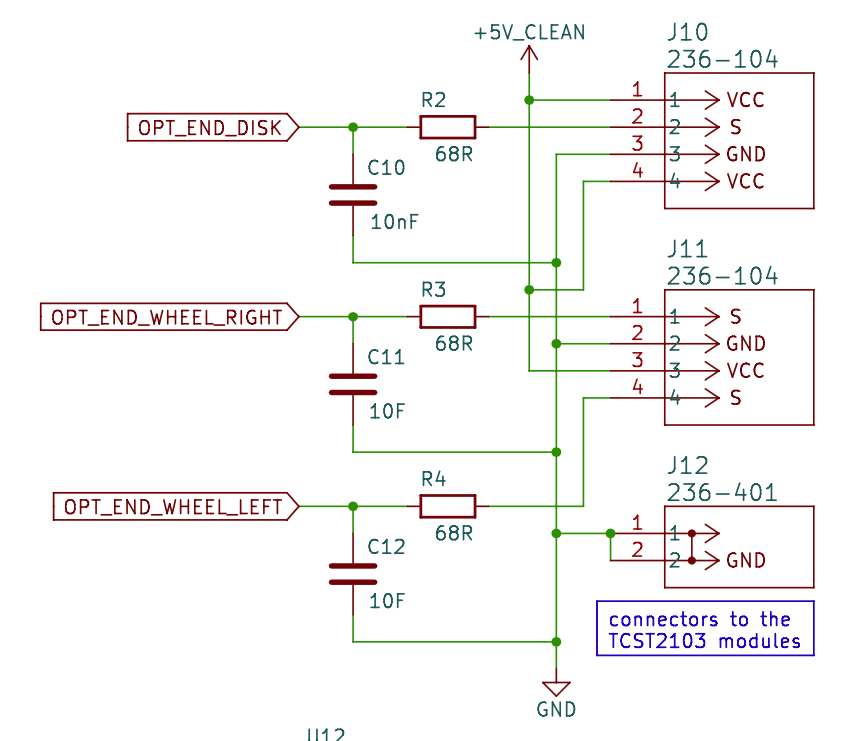 +5V_CLEAN
J10
236-104
OPT_END_DISK
R2
68R
C10
10nF
1 1 VCC
2 2 S
3 3 GND
4 4 VCC
J11
236-104
OPT_END_WHEEL_RIGHT
R3
68R
C11
10F
1 1 S
2 2 GND
3 3 VCC
4 4 S
J12
236-401
OPT_END_WHEEL_LEFT
R4
68R
C12
10F
1 1
2 2 GND
connectors to the
TCST2103 modules
GND